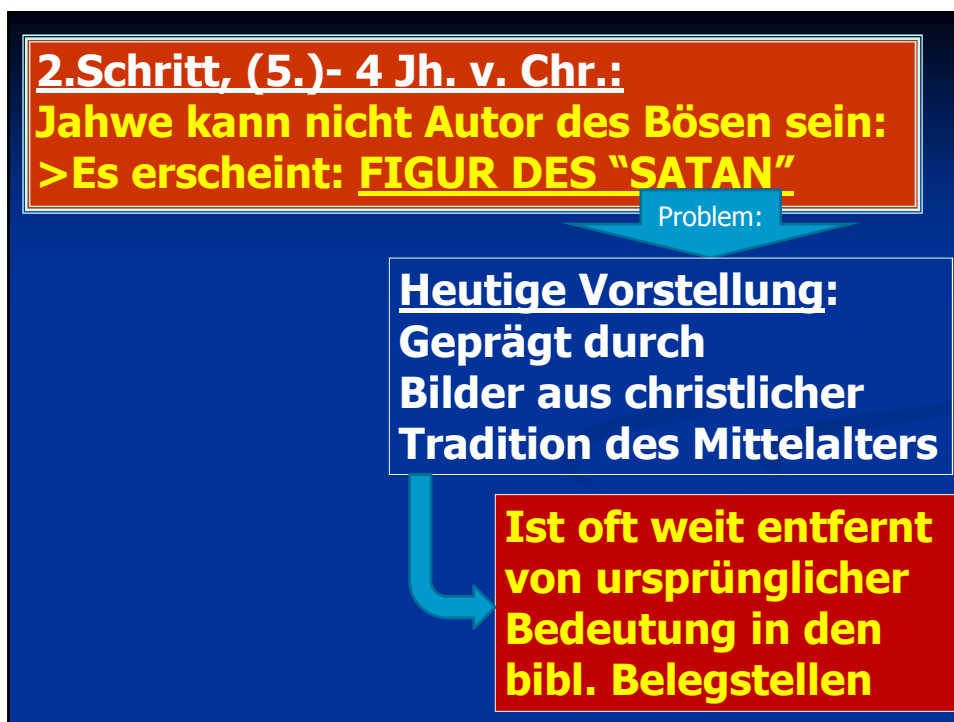 2.Schritt, (5.)- 4 Jh. v. Chr.:
Jahwe kann nicht Autor des Bösen sein:
>Es erscheint: FIGUR DES “SATAN”
Problem:
Heutige Vorstellung:
Geprägt durch
Bilder aus christlicher
Tradition des Mittelalters
Ist oft weit entfernt
von ursprünglicher
Bedeutung in den
bibl. Belegstellen